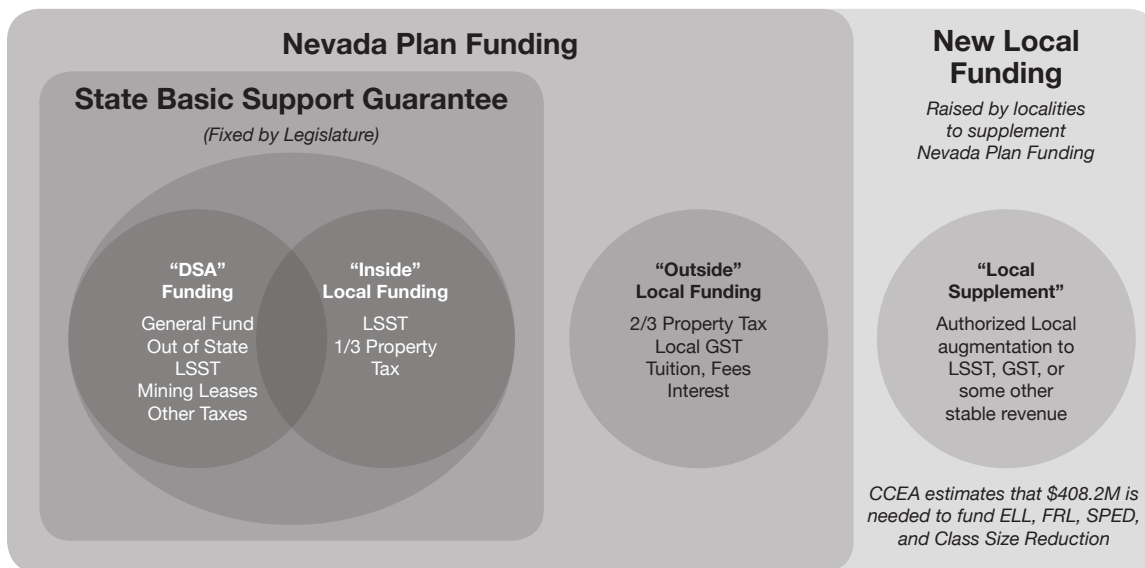 Nevada Plan Funding
State Basic Support Guarantee
(Fixed by Legislature)
“DSA”
Funding
General Fund
Out of State
LSST
Mining Leases
Other Taxes
“Inside”
Local Funding
LSST
1/3 Property
Tax
“Outside”
Local Funding
2/3 Property Tax
Local GST
Tuition, Fees
Interest
New Local
Funding
Raised by localities
to supplement
Nevada Plan Funding
“Local
Supplement”
Authorized Local
augmentation to
LSST, GST, or
some other
stable revenue
CCEA estimates that $408.2M is
needed to fund ELL, FRL, SPED,
and Class Size Reduction